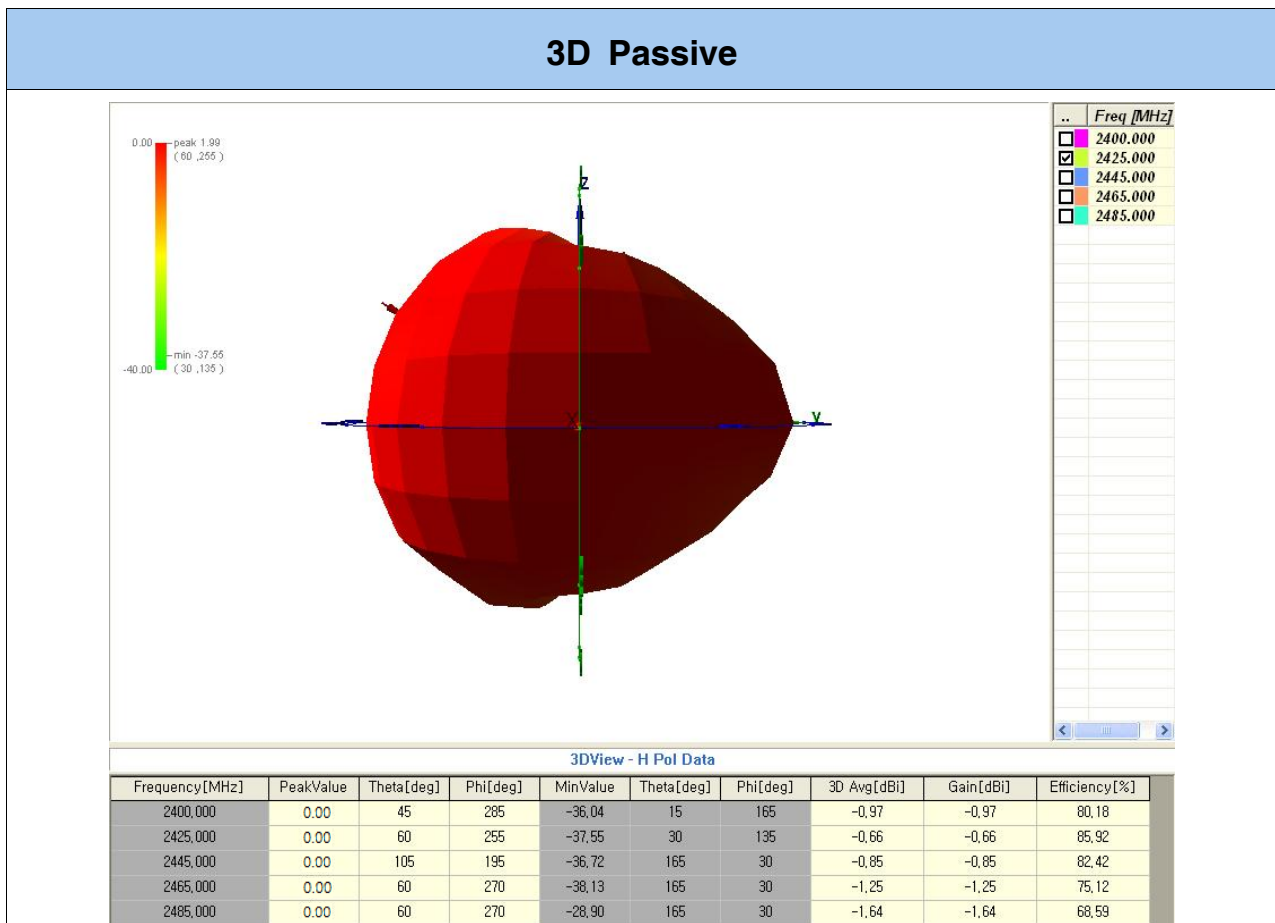 3D Passive
0.00
peak 1.99
( 60 ,255 )
min -37.55
-40.00
( 30 ,135 )
Z
X
Y
.. Freq [MHz]
2400.000
2425.000
2445.000
2465.000
2485.000
3DView - H Pol Data
Frequency[MHz] PeakValue Theta[deg] Phi[deg] MinValue Theta[deg] Phi[deg] 3D Avg[dBi] Gain[dBi] Efficiency[%]
2400,000 0.00 45 285 -36,04 15 165 -0,97 -0,97 80,18
2425,000 0.00 60 255 -37,55 30 135 -0,66 -0,66 85,92
2445,000 0.00 105 195 -36,72 165 30 -0,85 -0,85 82,42
2465,000 0.00 60 270 -38,13 165 30 -1,25 -1,25 75,12
2485,000 0.00 60 270 -28,90 165 30 -1,64 -1,64 68,59